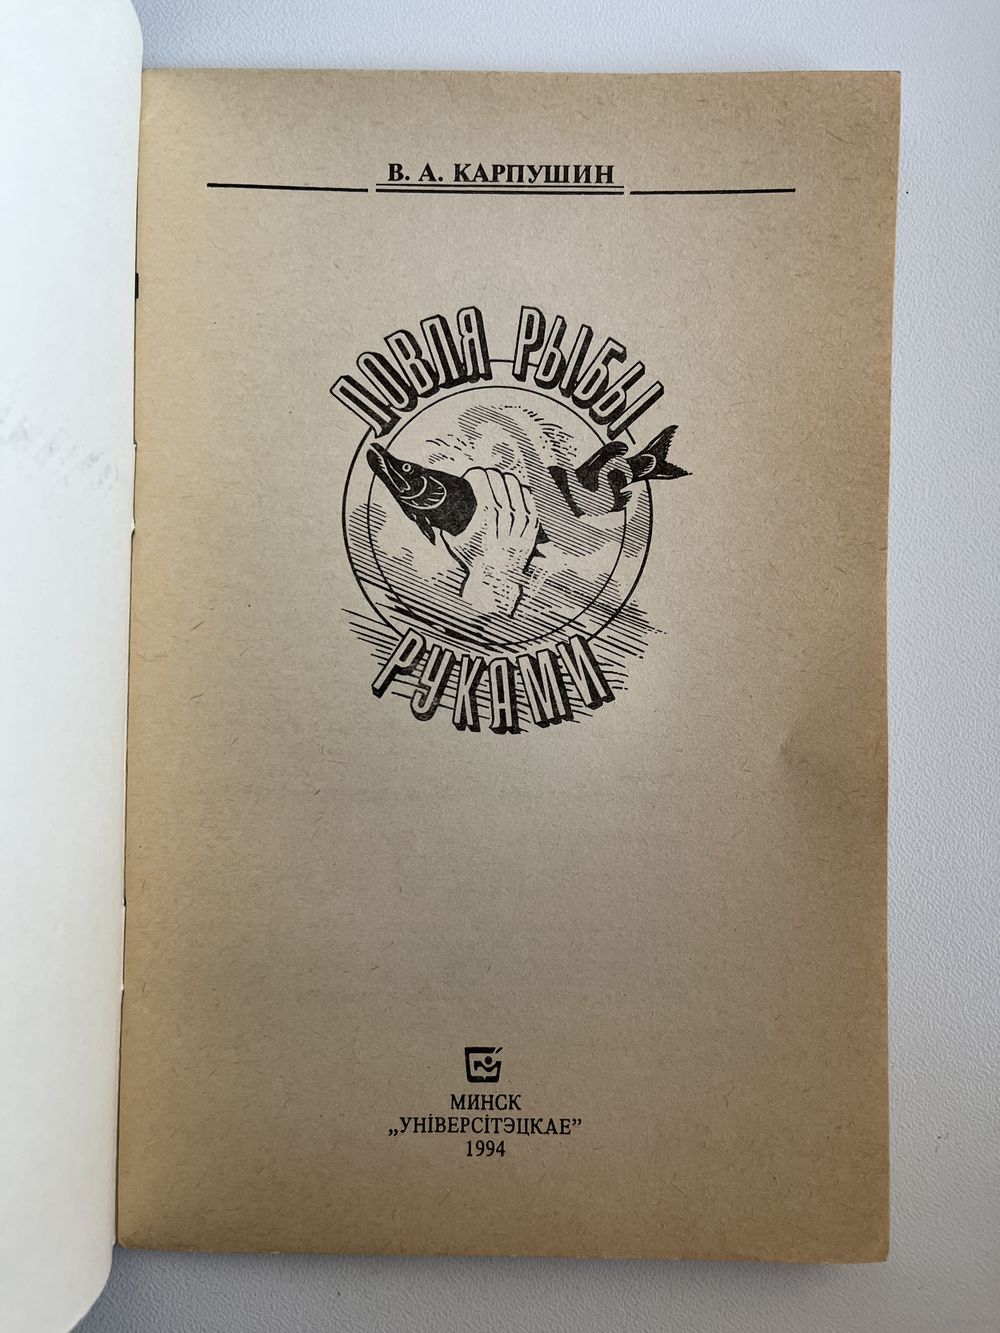 В. А. КАРПУШИН
ЛОВЛЯ РЫБЫ
РУКАМИ
МИНСК
„УНІВЕРСІТЭЦКАЕ”
1994